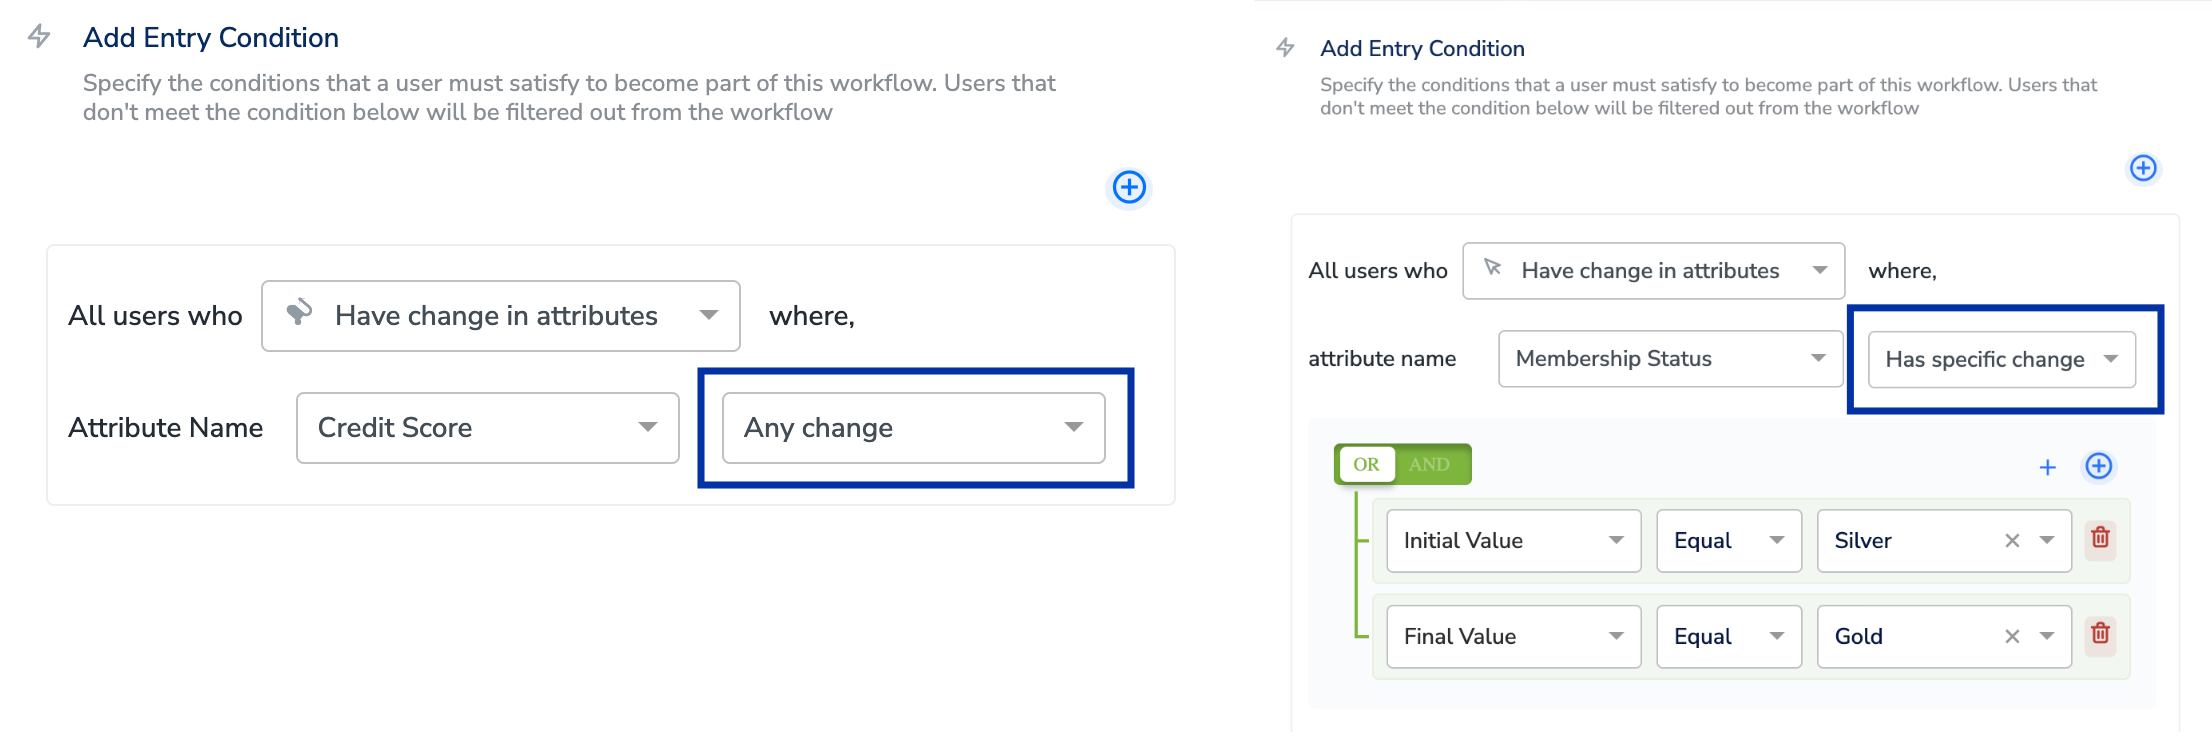 Add Entry Condition
Specify the conditions that a user must satisfy to become part of this workflow. Users that
don't meet the condition below will be filtered out from the workflow
All users who Have change in attributes where,
Attribute Name Credit Score Any change
Add Entry Condition
Specify the conditions that a user must satisfy to become part of this workflow. Users that
don't meet the condition below will be filtered out from the workflow
All users who Have change in attributes where,
attribute name Membership Status Has specific change
OR AND
Initial Value Equal Silver
Final Value Equal Gold